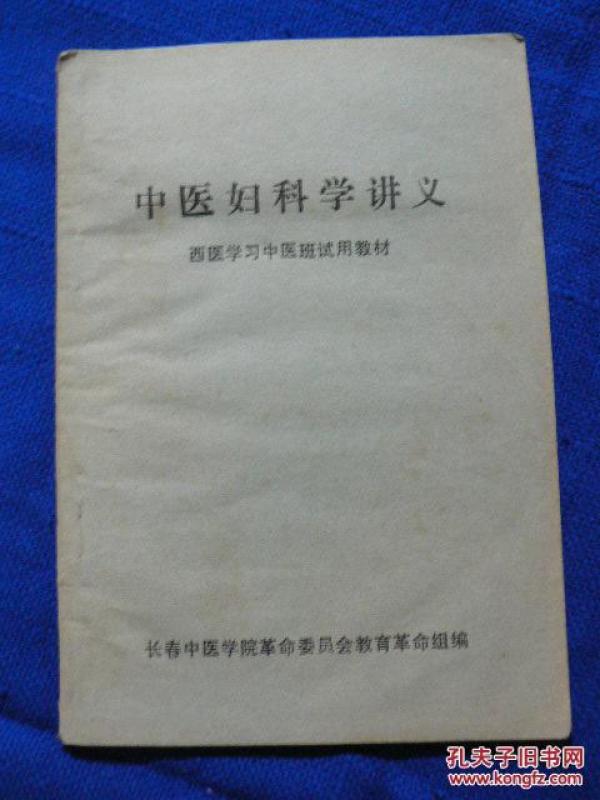 中医妇科学讲义
西医学习中医班试用教材
长春中医学院革命委员会教育革命组编
孔夫子旧书网
www.kongfz.com